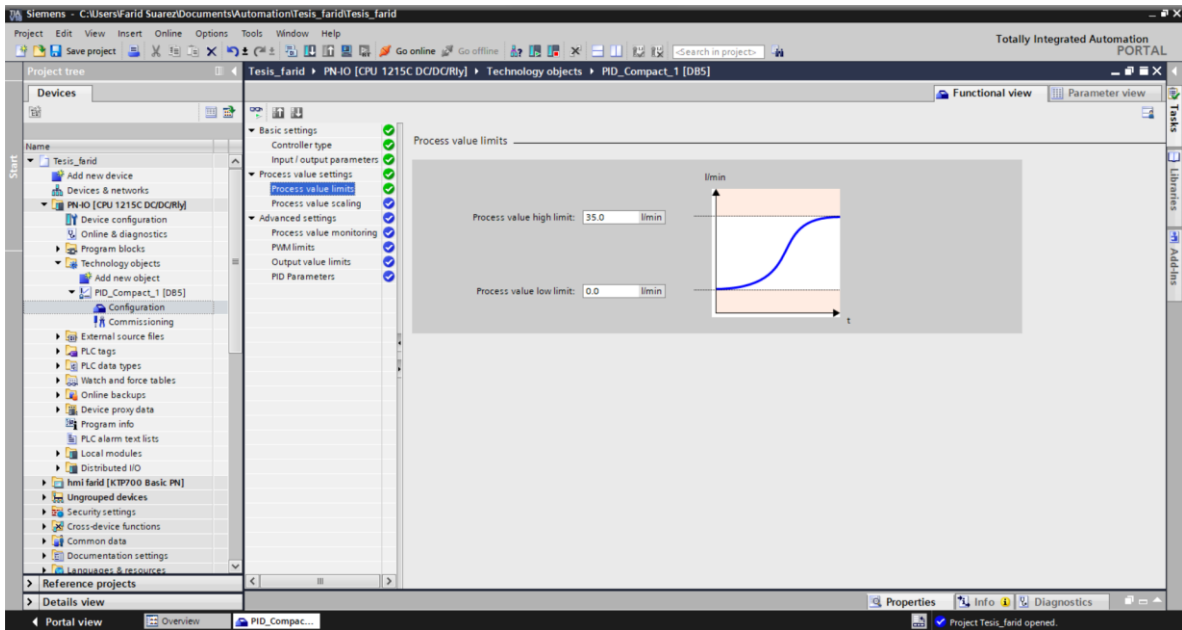 Siemens - C:\Users\Farid Suarez\Documents\Automation\Tesis_farid\Tesis_farid
Project Edit View Insert Online Options Tools Window Help
Totally Integrated Automation
PORTAL
Save project
Go online
Go offline
<Search in project>
Project tree
Tesis_farid
PN-IO [CPU 1215C DC/DC/Rly]
Technology objects
PID_Compact_1 [DB5]
Devices
Functional view
Parameter view
Name
Tesis_farid
Add new device
Devices & networks
PN-IO [CPU 1215C DC/DC/Rly]
Device configuration
Online & diagnostics
Program blocks
Technology objects
Add new object
PID_Compact_1 [DB5]
Configuration
Commissioning
External source files
PLC tags
PLC data types
Watch and force tables
Online backups
Device proxy data
Program info
PLC alarm text lists
Local modules
Distributed I/O
hmi farid [KTP700 Basic PN]
Ungrouped devices
Security settings
Cross-device functions
Common data
Documentation settings
Languages & resources
Reference projects
Details view
Basic settings
Controller type
Input / output parameters
Process value settings
Process value limits
Process value scaling
Advanced settings
Process value monitoring
PWM limits
Output value limits
PID Parameters
Process value limits
l/min
Process value high limit: 35.0 l/min
Process value low limit: 0.0 l/min
t
Start
Tasks
Libraries
Add-Ins
Properties
Info
Diagnostics
Portal view
Overview
PID_Compac...
Project Tesis_farid opened.